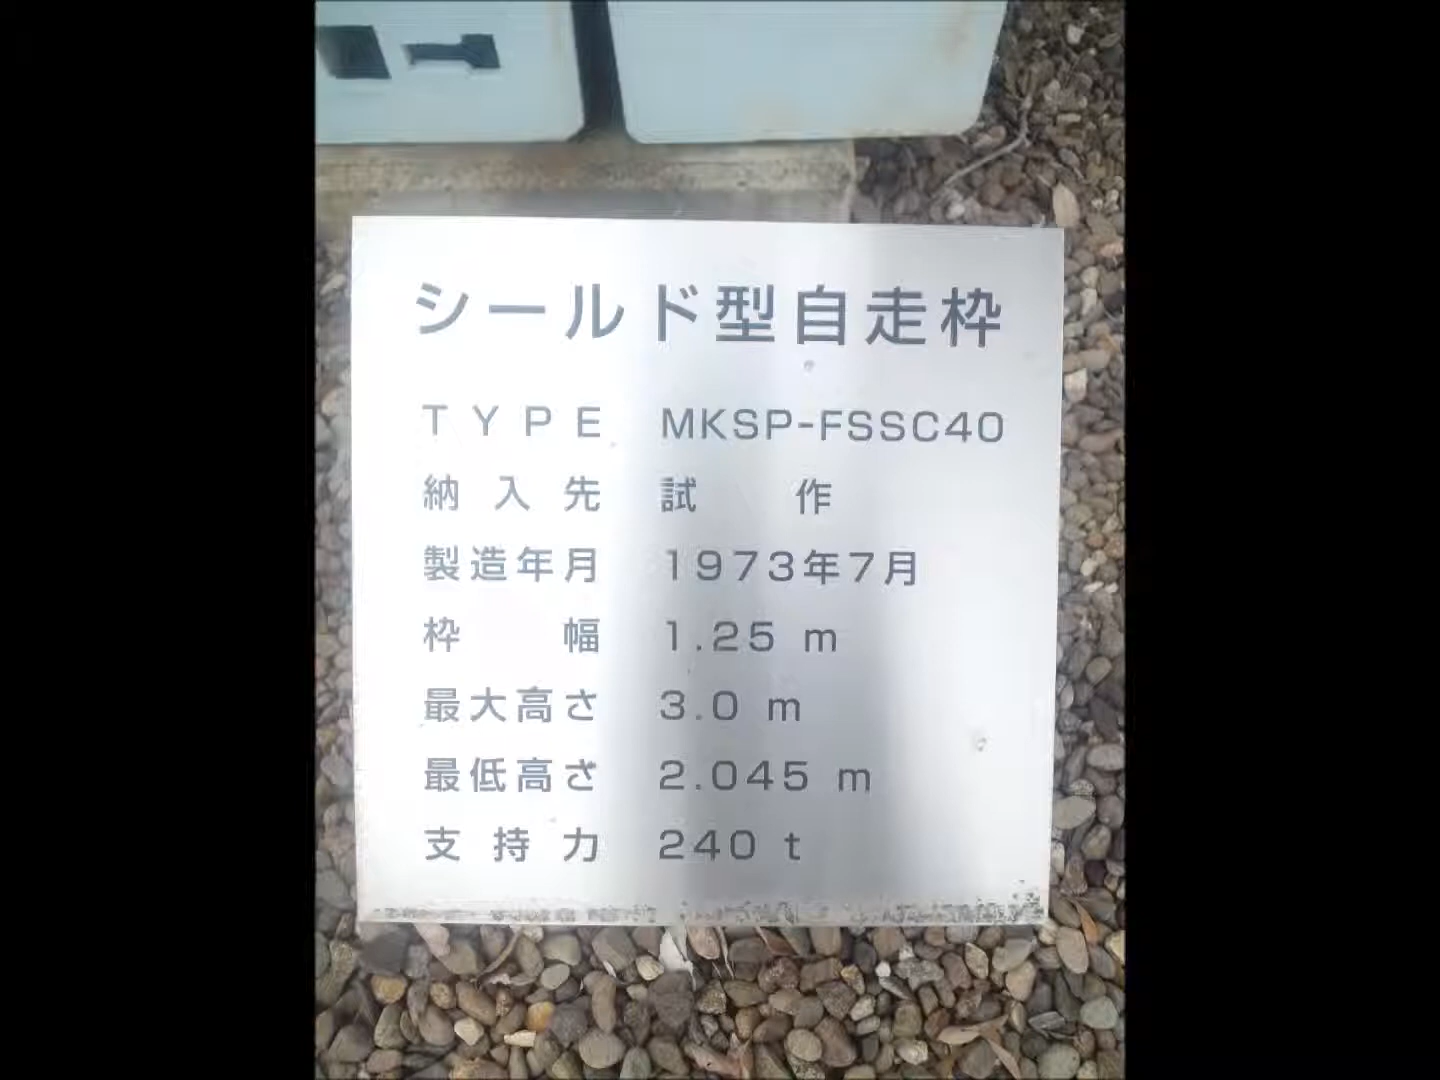 シールド型自走枠
TYPE MKSP-FSSC40
納入先 試作
製造年月 1973年7月
枠幅 1.25 m
最大高さ 3.0 m
最低高さ 2.045 m
支持力 240 t